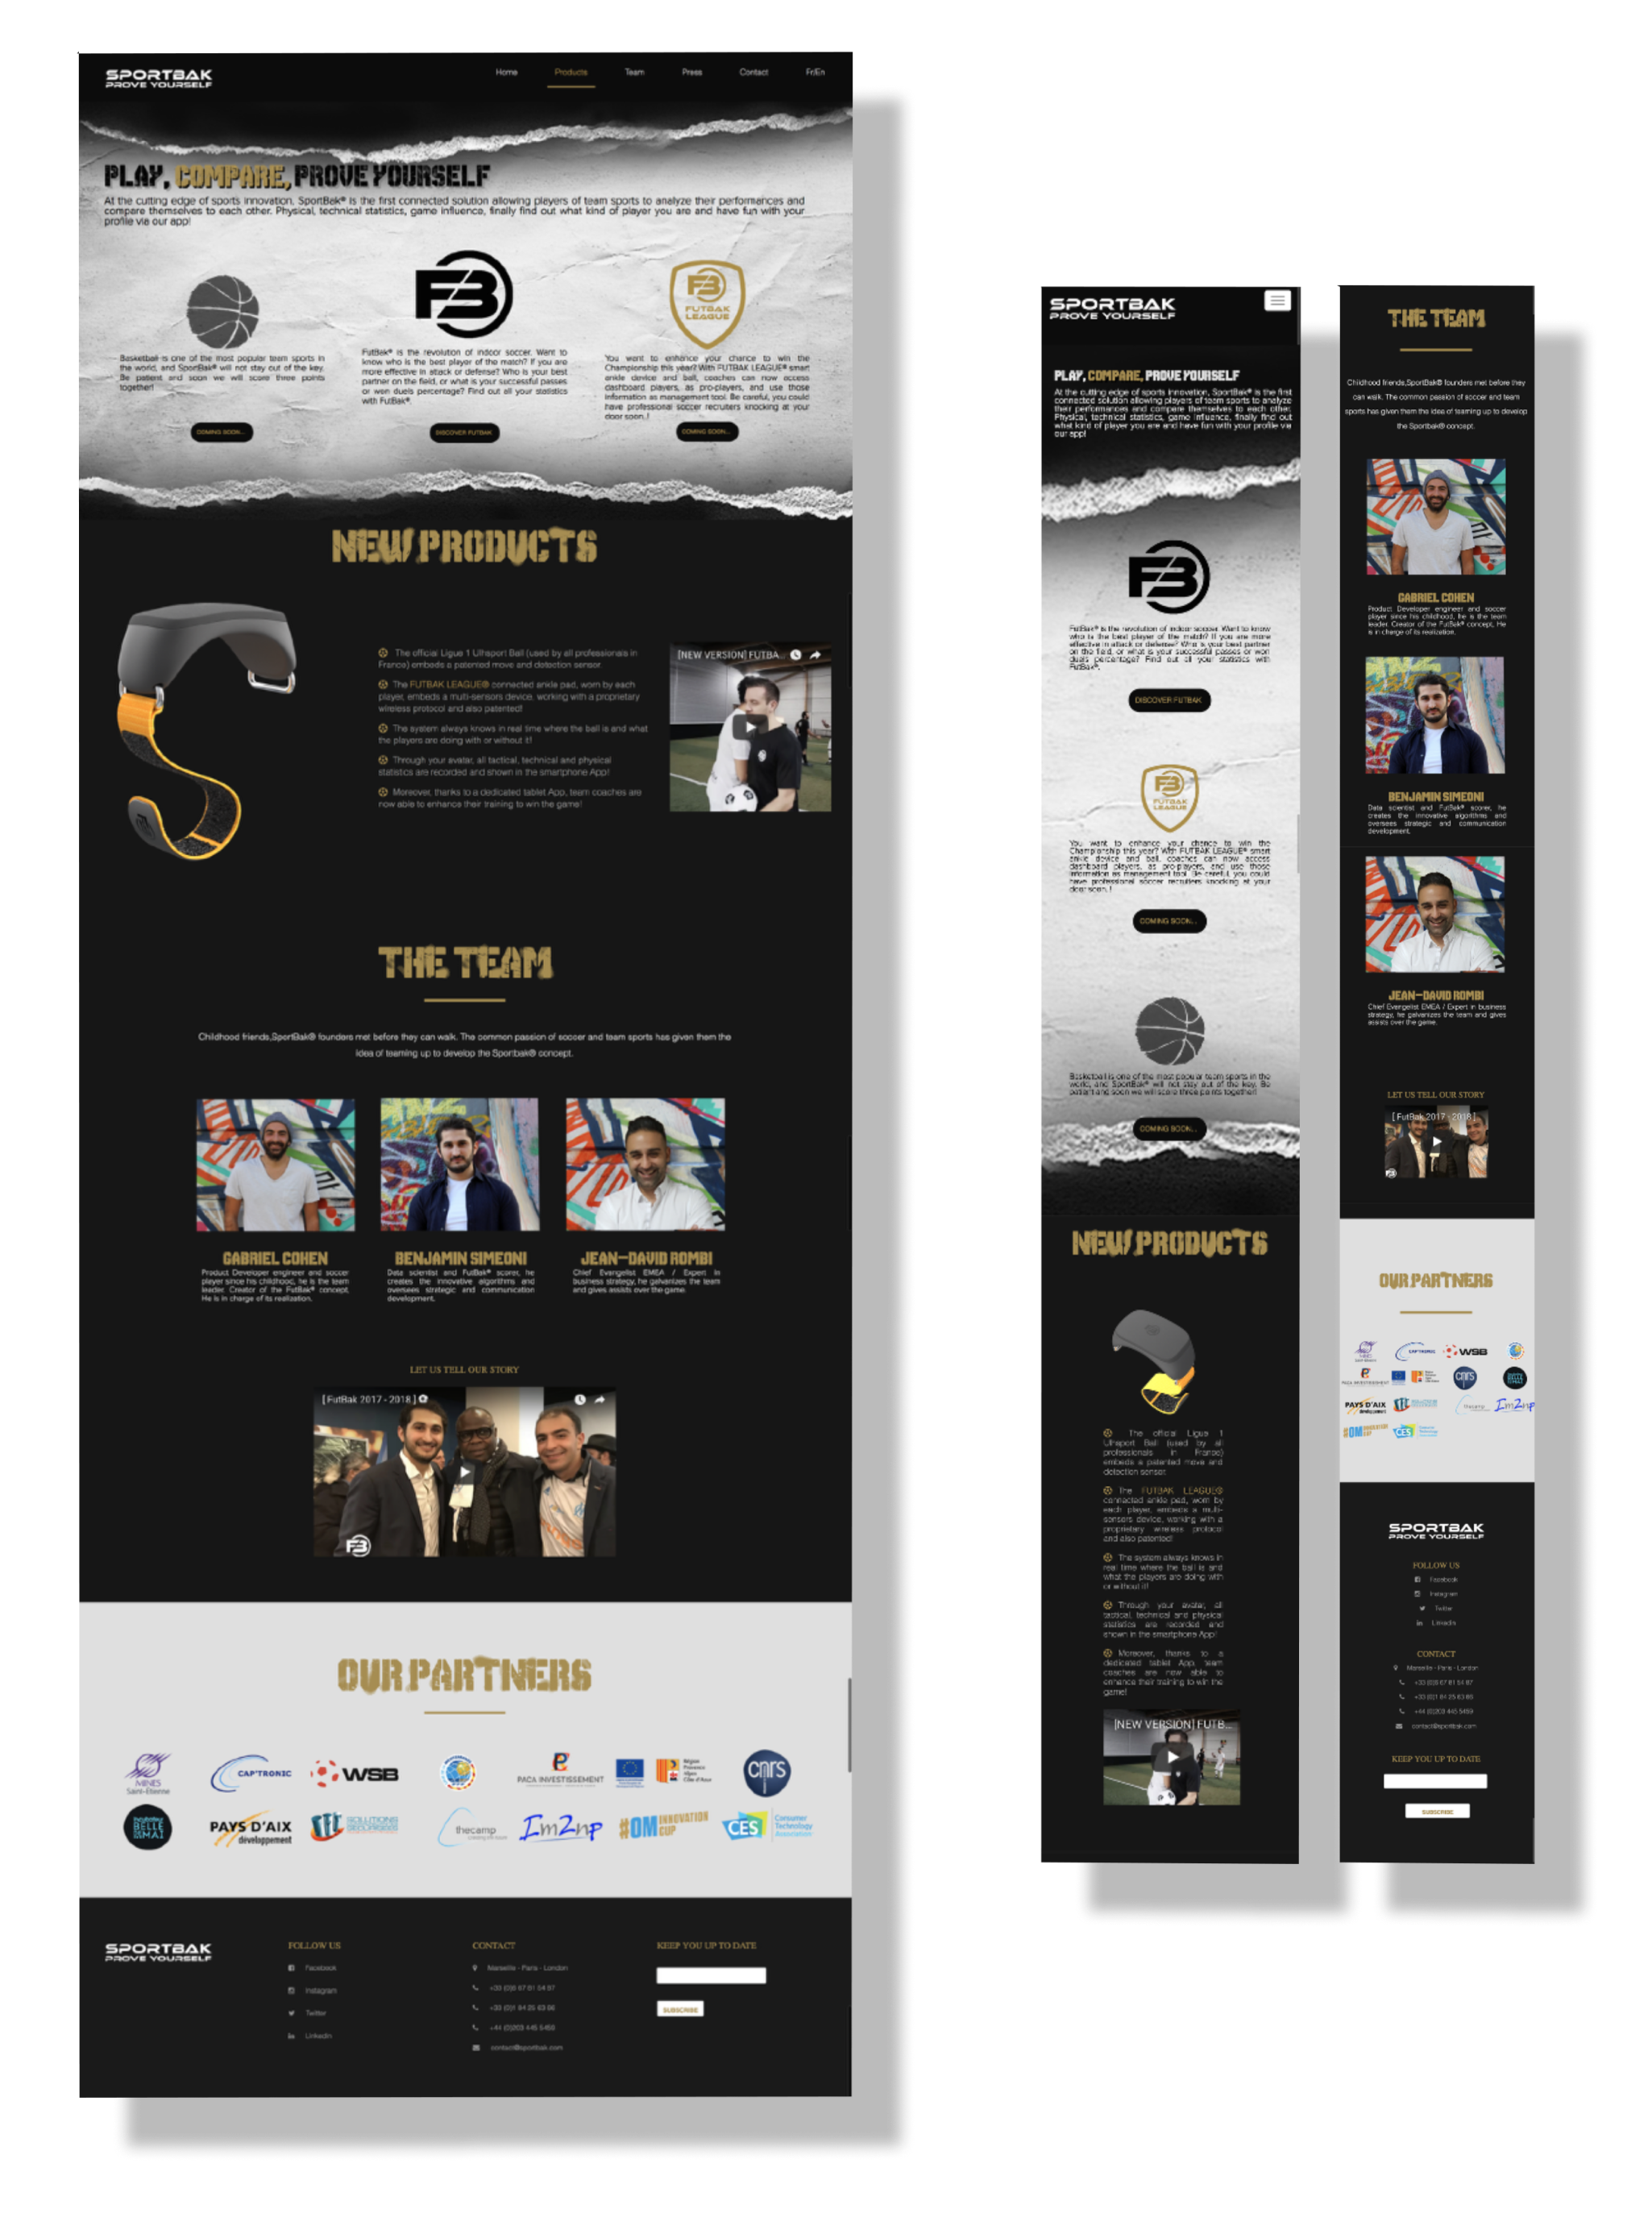 SPORTBAK
PROVE YOURSELF
Home Products Team Press Contact Fr/En
PLAY, COMPARE, PROVE YOURSELF
At the cutting edge of sports innovation, SportBak® is the first connected solution allowing players of team sports to analyze their performances and
compare themselves to each other. Physical, technical statistics, game influence, finally find out what kind of player you are and have fun with your
profile via our app!
Basketball is one of the most popular team sports in
the world, and SportBak® will not stay out of the key.
Be patient and soon we will score three points
together!
COMING SOON...
FB
FutBak® is the revolution of indoor soccer. Want to
know who is the best player of the match? If you are
more effective in attack or defense? Who is your best
partner on the field, or what is your successful passes
or won duels percentage? Find out all your statistics
with FutBak®.
DISCOVER FUTBAK
FB
FUTBAK
LEAGUE
You want to enhance your chance to win the
Championship this year? With FUTBAK LEAGUE® smart
ankle device and ball, coaches can now access
dashboard players, as pro-players, and use those
information as management tool. Be careful, you could
have professional soccer recruiters knocking at your
door soon.!
COMING SOON...
NEW PRODUCTS
The official Ligue 1 Ulhsport Ball (used by all professionals in
France) embeds a patented move and detection sensor
The FUTBAK LEAGUE® connected ankle pad, worn by each
player, embeds a multi-sensors device, working with a proprietary
wireless protocol and also patented!
The system always knows in real time where the ball is and what
the players are doing with or without it!
Through your avatar, all tactical, technical and physical
statistics are recorded and shown in the smartphone App!
Moreover, thanks to a dedicated tablet App, team coaches are
now able to enhance their training to win the game!
[NEW VERSION] FUTBA...
THE TEAM
Childhood friends,SportBak® founders met before they can walk. The common passion of soccer and team sports has given them the
idea of teaming up to develop the Sportbak® concept.
GABRIEL COHEN
Product Developer engineer and soccer
player since his childhood, he is the team
leader. Creator of the FutBak® concept,
He is in charge of its realization.
BENJAMIN SIMEONI
Data scientist and FutBak® scorer, he
creates the innovative algorithms and
oversees strategic and communication
development.
JEAN-DAVID ROMBI
Chief Evangelist EMEA / Expert in
business strategy, he galvanizes the team
and gives assists over the game.
LET US TELL OUR STORY
[ FutBak 2017 - 2018 ]
FB
OUR PARTNERS
MINES
Saint-Étienne
CAP'TRONIC
WSB
PACA INVESTISSEMENT
Région
Provence
Alpes
Côte d'Azur
cnrs
BELLE
DE MAI
PAYS D'AIX
développement
SOLUTIONS
thecamp
Im2np
#OM INNOVATION
CUP
CES
Consumer
Technology
Association
SPORTBAK
PROVE YOURSELF
FOLLOW US
Facebook
Instagram
Twitter
LinkedIn
CONTACT
Marseille - Paris - London
+33 (0)6 67 81 54 87
+33 (0)1 84 25 63 86
+44 (0)203 445 5459
contact@sportbak.com
KEEP YOU UP TO DATE
SUBSCRIBE
SPORTBAK
PROVE YOURSELF
PLAY, COMPARE, PROVE YOURSELF
At the cutting edge of sports innovation, SportBak® is the first
connected solution allowing players of team sports to analyze
their performances and compare themselves to each other.
Physical, technical statistics, game influence, finally find out
what kind of player you are and have fun with your profile via
our app!
FB
FutBak® is the revolution of indoor soccer. Want to know
who is the best player of the match? If you are more
effective in attack or defense? Who is your best partner
on the field, or what is your successful passes or won
duels percentage? Find out all your statistics with
FutBak®.
DISCOVER FUTBAK
FB
FUTBAK
LEAGUE
You want to enhance your chance to win the
Championship this year? With FUTBAK LEAGUE® smart
ankle device and ball, coaches can now access
dashboard players, as pro-players, and use those
information as management tool. Be careful, you could
have professional soccer recruiters knocking at your
door soon.!
COMING SOON...
Basketball is one of the most popular team sports in the
world, and SportBak® will not stay out of the key. Be
patient and soon we will score three points together!
COMING SOON...
NEW PRODUCTS
The official Ligue 1
Ulhsport Ball (used by all
professionals in France)
embeds a patented move and
detection sensor
The FUTBAK LEAGUE®
connected ankle pad, worn by
each player, embeds a multi-
sensors device, working with a
proprietary wireless protocol
and also patented!
The system always knows in
real time where the ball is and
what the players are doing with
or without it!
Through your avatar, all
tactical, technical and physical
statistics are recorded and
shown in the smartphone App!
Moreover, thanks to a
dedicated tablet App, team
coaches are now able to
enhance their training to win the
game!
[NEW VERSION] FUTB...
THE TEAM
Childhood friends,SportBak® founders met before they
can walk. The common passion of soccer and team
sports has given them the idea of teaming up to develop
the Sportbak® concept.
GABRIEL COHEN
Product Developer engineer and soccer
player since his childhood, he is the team
leader. Creator of the FutBak® concept, He
is in charge of its realization.
BENJAMIN SIMEONI
Data scientist and FutBak® scorer, he
creates the innovative algorithms and
oversees strategic and communication
development.
JEAN-DAVID ROMBI
Chief Evangelist EMEA / Expert in business
strategy, he galvanizes the team and gives
assists over the game.
LET US TELL OUR STORY
[ FutBak 2017 - 2018 ]
FB
OUR PARTNERS
MINES
CAP'TRONIC
WSB
PACA INVESTISSEMENT
cnrs
BELLE
DE MAI
PAYS D'AIX
développement
thecamp
Im2np
#OM INNOVATION
CUP
CES
SPORTBAK
PROVE YOURSELF
FOLLOW US
Facebook
Instagram
Twitter
LinkedIn
CONTACT
Marseille - Paris - London
+33 (0)6 67 81 54 87
+33 (0)1 84 25 63 86
+44 (0)203 445 5459
contact@sportbak.com
KEEP YOU UP TO DATE
SUBSCRIBE